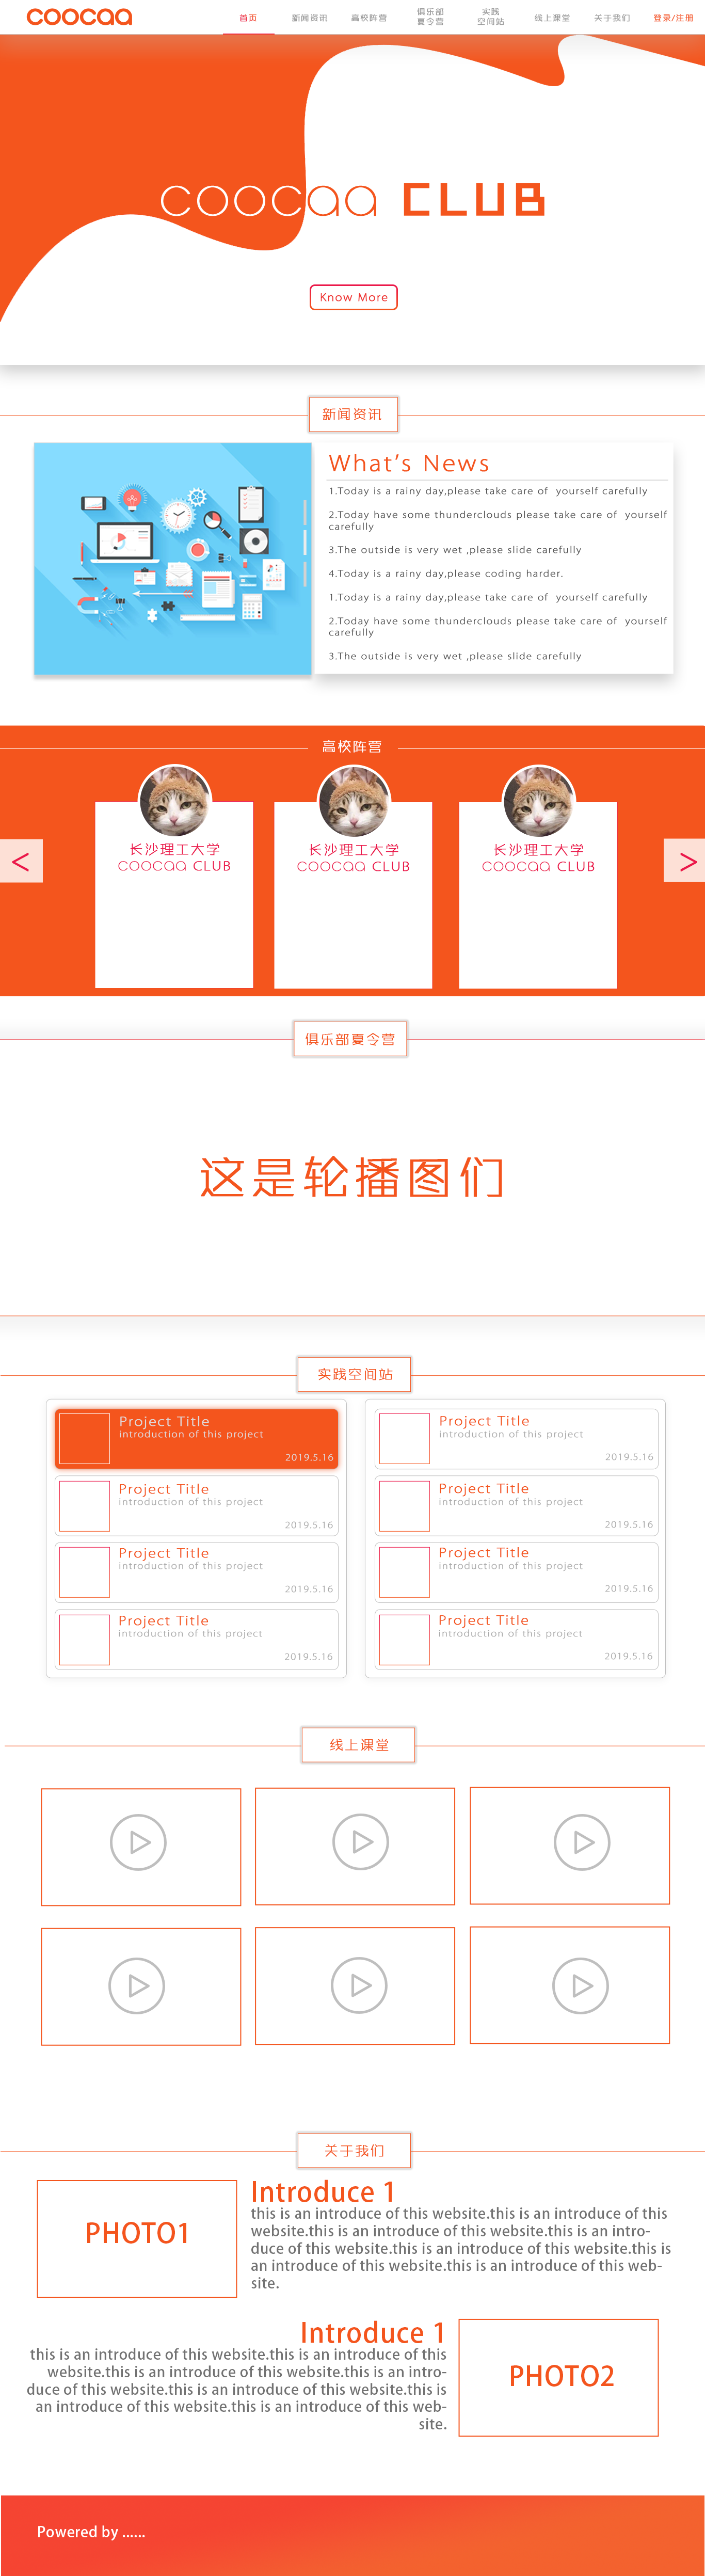 coocaa
首页 新闻资讯 高校阵营 俱乐部 夏令营 实践 空间站 线上课堂 关于我们 登录/注册
coocaa CLUB
Know More
新闻资讯
What's News
1.Today is a rainy day,please take care of yourself carefully
2.Today have some thunderclouds please take care of yourself
carefully
3.The outside is very wet ,please slide carefully
4.Today is a rainy day,please coding harder.
1.Today is a rainy day,please take care of yourself carefully
2.Today have some thunderclouds please take care of yourself
carefully
3.The outside is very wet ,please slide carefully
高校阵营
长沙理工大学
coocaa CLUB
长沙理工大学
coocaa CLUB
长沙理工大学
coocaa CLUB
<
>
俱乐部夏令营
这是轮播图们
实践空间站
Project Title
introduction of this project
2019.5.16
Project Title
introduction of this project
2019.5.16
Project Title
introduction of this project
2019.5.16
Project Title
introduction of this project
2019.5.16
Project Title
introduction of this project
2019.5.16
Project Title
introduction of this project
2019.5.16
Project Title
introduction of this project
2019.5.16
Project Title
introduction of this project
2019.5.16
线上课堂
关于我们
PHOTO1
Introduce 1
this is an introduce of this website.this is an introduce of this
website.this is an introduce of this website.this is an intro-
duce of this website.this is an introduce of this website.this is
an introduce of this website.this is an introduce of this web-
site.
Introduce 1
this is an introduce of this website.this is an introduce of this
website.this is an introduce of this website.this is an intro-
duce of this website.this is an introduce of this website.this is
an introduce of this website.this is an introduce of this web-
site.
PHOTO2
Powered by ......